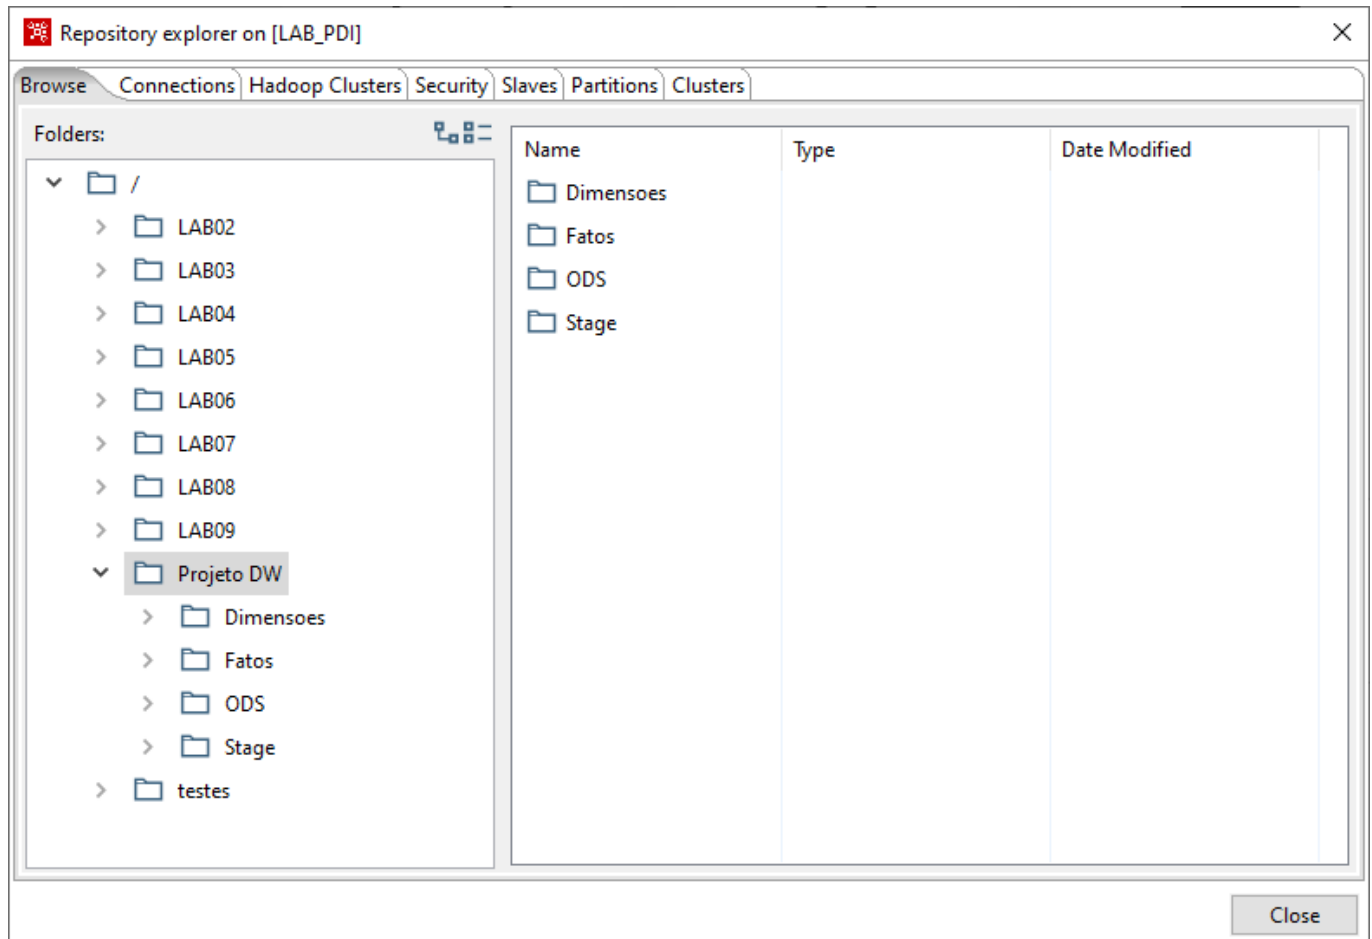 Repository explorer on [LAB_PDI]
Browse Connections Hadoop Clusters Security Slaves Partitions Clusters
Folders:
/
LAB02
LAB03
LAB04
LAB05
LAB06
LAB07
LAB08
LAB09
Projeto DW
Dimensoes
Fatos
ODS
Stage
testes
Name Type Date Modified
Dimensoes
Fatos
ODS
Stage
Close